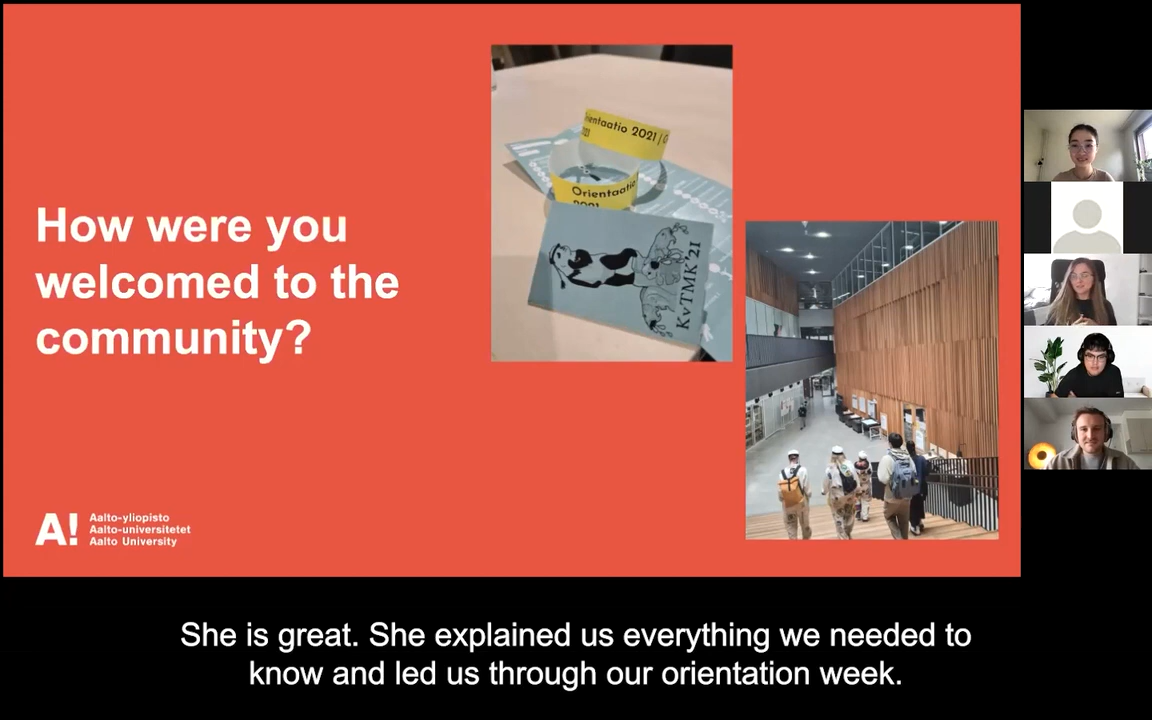 How were you
welcomed to the
community?
Orientaatio 2021 |
Orientaatio
2021
KvTMK'21
A!
Aalto-yliopisto
Aalto-universitetet
Aalto University
She is great. She explained us everything we needed to
know and led us through our orientation week.